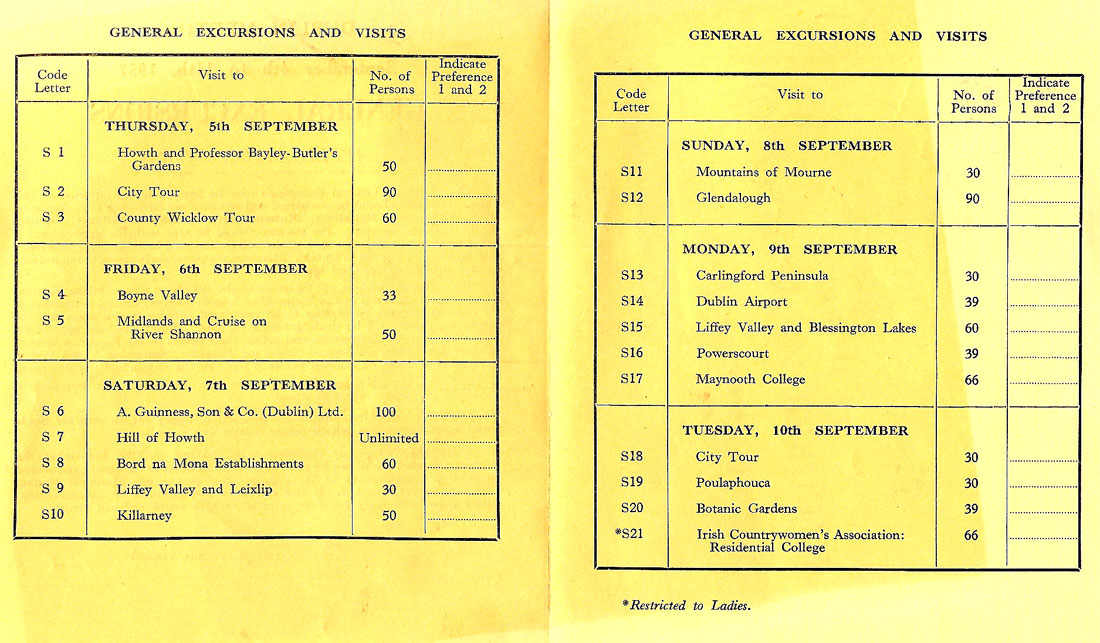 GENERAL EXCURSIONS AND VISITS
Code Letter | Visit to | No. of Persons | Indicate Preference 1 and 2
THURSDAY, 5th SEPTEMBER
S 1 Howth and Professor Bayley-Butler's
Gardens 50
S 2 City Tour 90
S 3 County Wicklow Tour 60
FRIDAY, 6th SEPTEMBER
S 4 Boyne Valley 33
S 5 Midlands and Cruise on
River Shannon 50
SATURDAY, 7th SEPTEMBER
S 6 A. Guinness, Son & Co. (Dublin) Ltd. 100
S 7 Hill of Howth Unlimited
S 8 Bord na Mona Establishments 60
S 9 Liffey Valley and Leixlip 30
S10 Killarney 50
GENERAL EXCURSIONS AND VISITS
Code Letter | Visit to | No. of Persons | Indicate Preference 1 and 2
SUNDAY, 8th SEPTEMBER
S11 Mountains of Mourne 30
S12 Glendalough 90
MONDAY, 9th SEPTEMBER
S13 Carlingford Peninsula 30
S14 Dublin Airport 39
S15 Liffey Valley and Blessington Lakes 60
S16 Powerscourt 39
S17 Maynooth College 66
TUESDAY, 10th SEPTEMBER
S18 City Tour 30
S19 Poulaphouca 30
S20 Botanic Gardens 39
*S21 Irish Countrywomen's Association: 66
Residential College
*Restricted to Ladies.